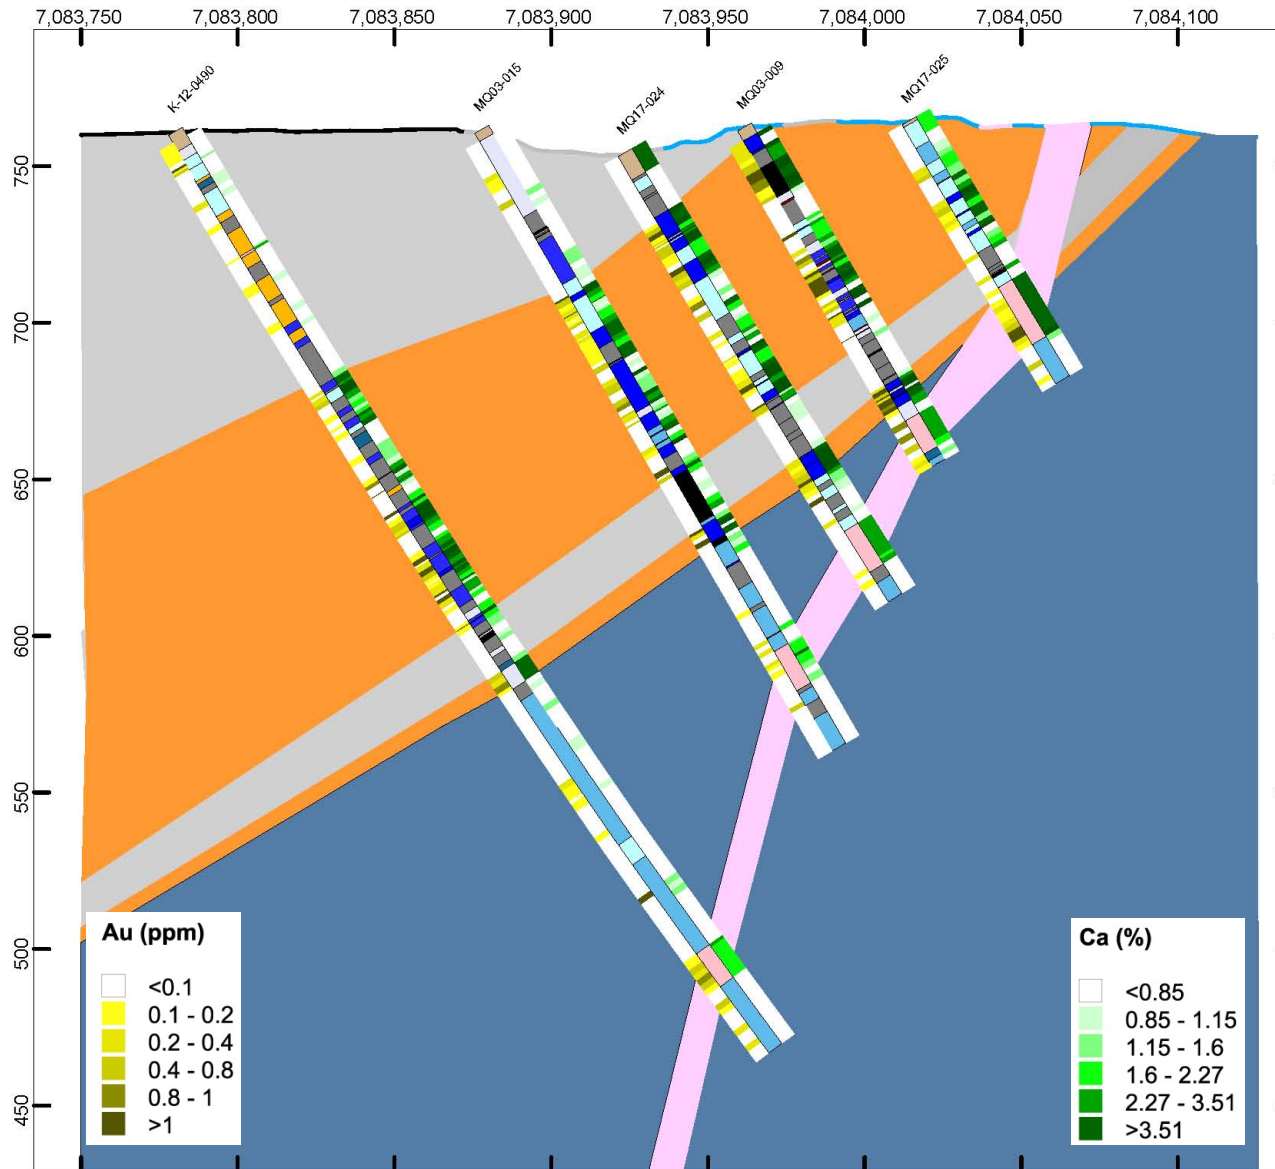 7,083,750 7,083,800 7,083,850 7,083,900 7,083,950 7,084,000 7,084,050 7,084,100
K-12-0490
MQ03-015
MQ17-024
MQ03-009
MQ17-025
750
700
650
600
550
500
450
Au (ppm)
<0.1
0.1 - 0.2
0.2 - 0.4
0.4 - 0.8
0.8 - 1
>1
Ca (%)
<0.85
0.85 - 1.15
1.15 - 1.6
1.6 - 2.27
2.27 - 3.51
>3.51